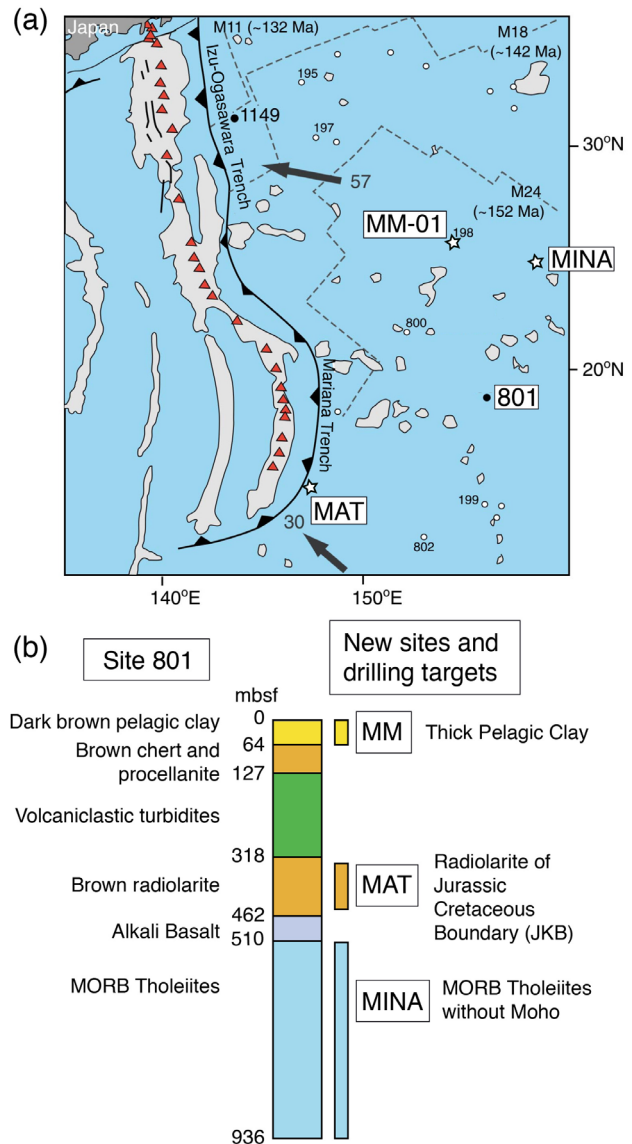 (a)
Japan
M11 (~132 Ma)
M18
(~142 Ma)
195
Izu-Ogasawara Trench
1149
197
30°N
57
M24
(~152 Ma)
MM-01
198
MINA
800
20°N
Mariana Trench
801
MAT
199
30
802
140°E
150°E
(b)
Site 801
New sites and
drilling targets
mbsf
0
Dark brown pelagic clay
MM
Thick Pelagic Clay
64
Brown chert and
procellanite
127
Volcaniclastic turbidites
318
Brown radiolarite
MAT
Radiolarite of
Jurassic
Cretaceous
Boundary (JKB)
462
Alkali Basalt
510
MORB Tholeiites
MINA
MORB Tholeiites
without Moho
936